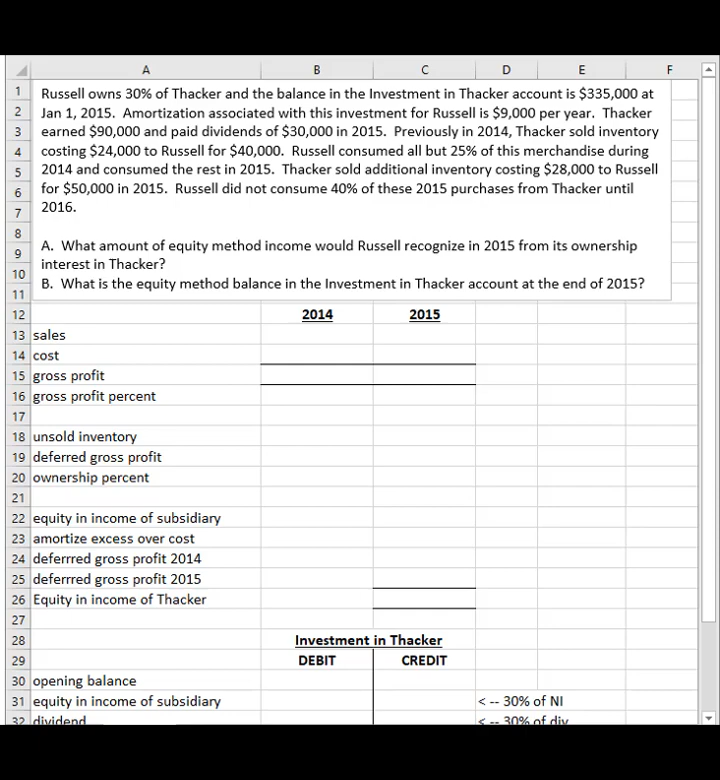 A B C D E F
1 Russell owns 30% of Thacker and the balance in the Investment in Thacker account is $335,000 at
2 Jan 1, 2015. Amortization associated with this investment for Russell is $9,000 per year. Thacker
3 earned $90,000 and paid dividends of $30,000 in 2015. Previously in 2014, Thacker sold inventory
4 costing $24,000 to Russell for $40,000. Russell consumed all but 25% of this merchandise during
5 2014 and consumed the rest in 2015. Thacker sold additional inventory costing $28,000 to Russell
6 for $50,000 in 2015. Russell did not consume 40% of these 2015 purchases from Thacker until
7 2016.
8
9 A. What amount of equity method income would Russell recognize in 2015 from its ownership
10 interest in Thacker?
11 B. What is the equity method balance in the Investment in Thacker account at the end of 2015?
12 2014 2015
13 sales
14 cost
15 gross profit
16 gross profit percent
17
18 unsold inventory
19 deferred gross profit
20 ownership percent
21
22 equity in income of subsidiary
23 amortize excess over cost
24 deferrred gross profit 2014
25 deferrred gross profit 2015
26 Equity in income of Thacker
27
28 Investment in Thacker
29 DEBIT CREDIT
30 opening balance
31 equity in income of subsidiary < -- 30% of NI
32 dividend < -- 30% of div